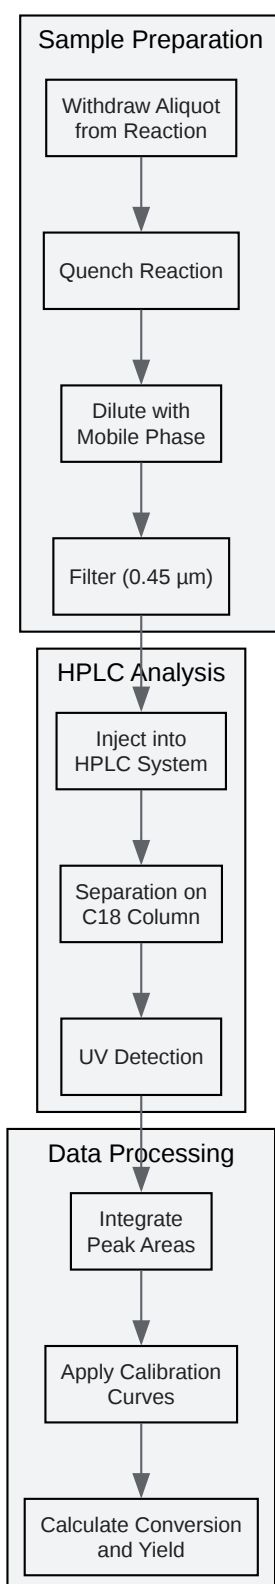 Sample Preparation
Withdraw Aliquot
from Reaction
Quench Reaction
Dilute with
Mobile Phase
Filter (0.45 µm)
HPLC Analysis
Inject into
HPLC System
Separation on
C18 Column
UV Detection
Data Processing
Integrate
Peak Areas
Apply Calibration
Curves
Calculate Conversion
and Yield